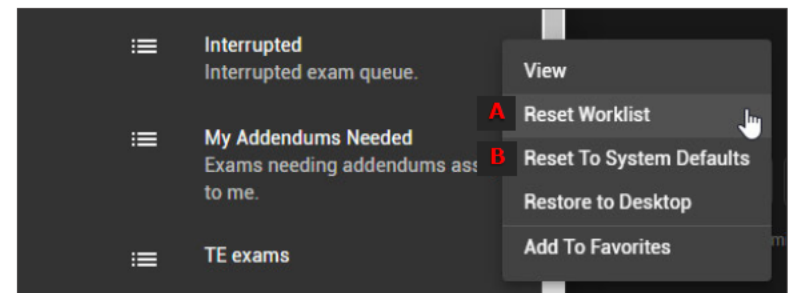 Interrupted
Interrupted exam queue.
My Addendums Needed
Exams needing addendums ass
to me.
TE exams
View
A Reset Worklist
B Reset To System Defaults
Restore to Desktop
Add To Favorites
m